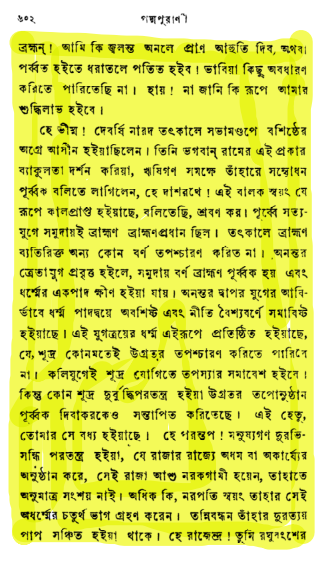 ৬০২ পদ্মপুরাণ।
ব্রহ্মন্! আমি কি জ্বলন্ত অনলে প্রাণ আহুতি দিব, অথবা
পর্ব্বত হইতে ধরাতলে পতিত হইব। ভাবিয়া কিছু অবধারণ
করিতে পারিতেছি না। হায়! না জানি কি রূপে আমার
শুদ্ধিলাভ হইবে।
হে ভীষ্ম! দেবর্ষি নারদ তৎকালে সভামণ্ডপে বশিষ্ঠের
অগ্রে আসীন হইয়াছিলেন। তিনি ভগবান্ রামের এই প্রকার
ব্যাকুলতা দর্শন করিয়া, ঋষিগণ সমক্ষে তাঁহারে সম্বোধন
পূর্ব্বক বলিতে লাগিলেন, হে দাশরথে! এই বালক স্বয়ং যে
রূপে কালপ্রাপ্ত হইয়াছে, বলিতেছি, শ্রবণ কর। পূর্ব্বে সত্য-
যুগে সমুদায়ই ব্রাহ্মণ ব্রাহ্মণপ্রধান ছিল। তৎকালে ব্রাহ্মণ
ব্যতিরিক্ত অন্য কোন বর্ণ তপশ্চারণ করিত না। অনন্তর
ত্রেতাযুগ প্রবৃত্ত হইলে, সমুদায় বর্ণ ব্রাহ্মণ পূর্ব্বক হয় এবং
ধর্ম্মের একপাদ ক্ষীণ হইয়া যায়। অনন্তর দ্বাপর যুগের আবি-
র্ভাবে ধর্ম্ম পাদদ্বয়ে অবশিষ্ট এবং নীতি বৈশ্যবর্ণে সমাবিষ্ট
হইয়াছে। এই যুগত্রয়ের ধর্ম্ম এইরূপে প্রতিষ্ঠিত হইয়াছে,
যে, শূদ্র কোনমতেই উগ্রতর তপশ্চারণ করিতে পারিবে
না। কলিযুগেই শূদ্র যোনিতে তপস্যার সমাবেশ হইবে।
কিন্তু কোন শূদ্র দুর্ব্বুদ্ধিপরতন্ত্র হইয়া উগ্রতর তপোনুষ্ঠান
পূর্ব্বক দিবাকরকেও সন্তাপিত করিতেছে। এই হেতু,
তোমার সে বধ্য হইয়াছে। হে পরন্তপ! মনুষ্যগণ দুরভি-
সন্ধি পরতন্ত্র হইয়া, যে রাজার রাজ্যে অধম বা অকার্য্যের
অনুষ্ঠান করে, সেই রাজা আশু নরকগামী হয়েন, তাহাতে
অনুমাত্র সংশয় নাই। অধিক কি, নরপতি স্বয়ং তাহার সেই
অধর্ম্মের চতুর্থ ভাগ গ্রহণ করেন। তন্নিবন্ধন তাঁহার দুরত্যয়
পাপ সঞ্চিত হইয়া থাকে। হে রাজেন্দ্র! তুমি রঘুবংশের